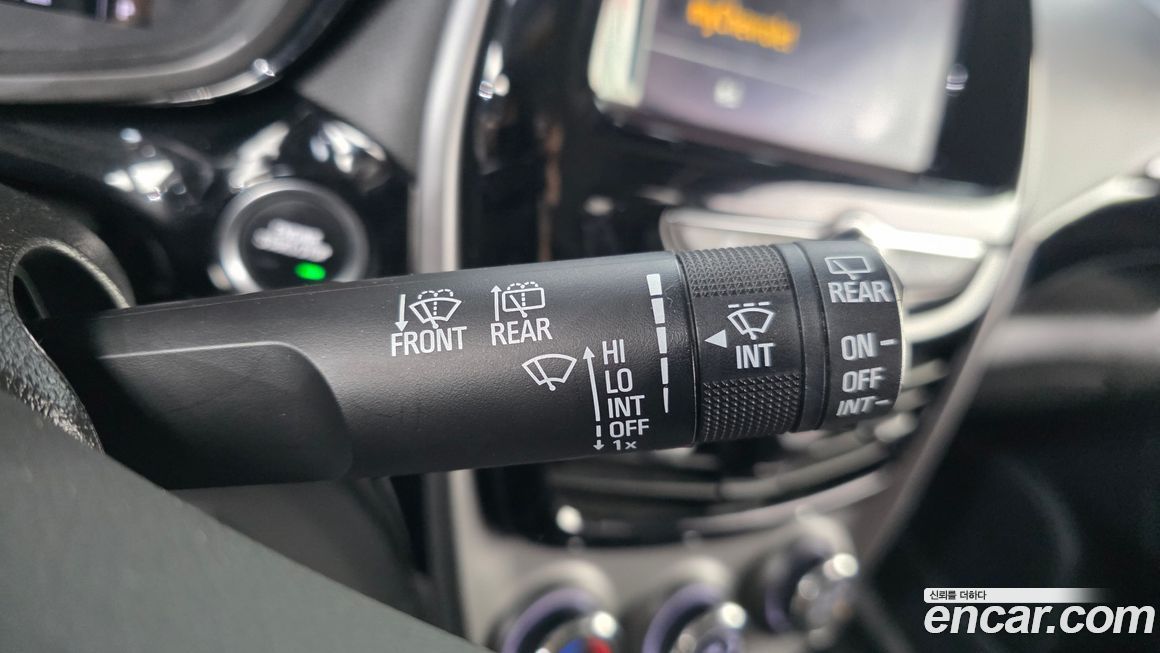 FRONT
REAR
HI
LO
INT
OFF
1x
INT
REAR
ON
OFF
INT
신뢰를 더하다
encar.com